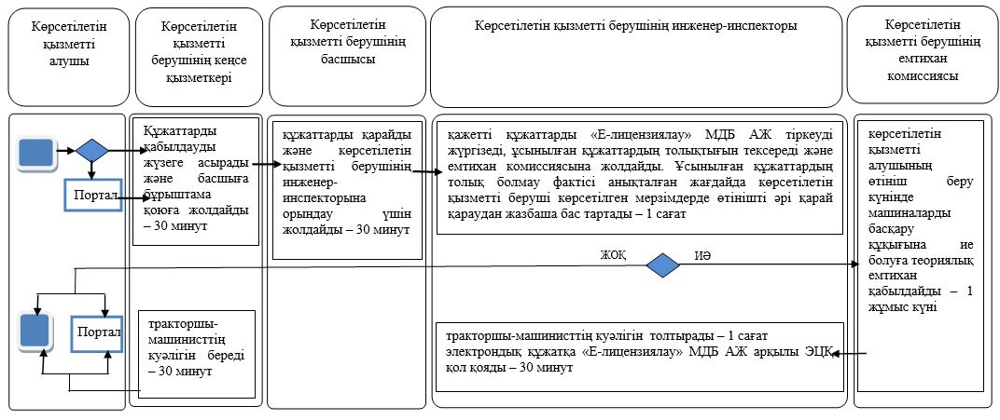 Көрсетілетін
қызметті
алушы
Көрсетілетін
қызметті
берушінің кеңсе
қызметкері
Көрсетілетін
қызметті берушінің
басшысы
Көрсетілетін қызметті берушінің инженер-инспекторы
Көрсетілетін
қызметті берушінің
емтихан
комиссиясы
Портал
Құжаттарды
қабылдауды
жүзеге асырады
және басшыға
бұрыштама
қоюға жолдайды
– 30 минут
құжаттарды қарайды
және көрсетілетін
қызметті берушінің
инженер-
инспекторына
орындау үшін
жолдайды – 30 минут
қажетті құжаттарды «Е-лицензиялау» МДБ АЖ тіркеуді
жүргізеді, ұсынылған құжаттардың толықтығын тексереді және
емтихан комиссиясына жолдайды. Ұсынылған құжаттардың
толық болмау фактісі анықталған жағдайда көрсетілетін
қызметті беруші көрсетілген мерзімдерде өтінішті әрі қарай
қараудан жазбаша бас тартады – 1 сағат
көрсетілетін
қызметті
алушының
өтініш беру
күнінде
машиналарды
басқару
құқығына ие
болуға теориялық
емтихан
қабылдайды – 1
жұмыс күні
ЖОҚ
ИӘ
Портал
тракторшы-
машинисттің
куәлігін береді
– 30 минут
тракторшы-машинисттің куәлігін толтырады – 1 сағат
электрондық құжатқа «Е-лицензиялау» МДБ АЖ арқылы ЭЦҚ
қол қояды – 30 минут